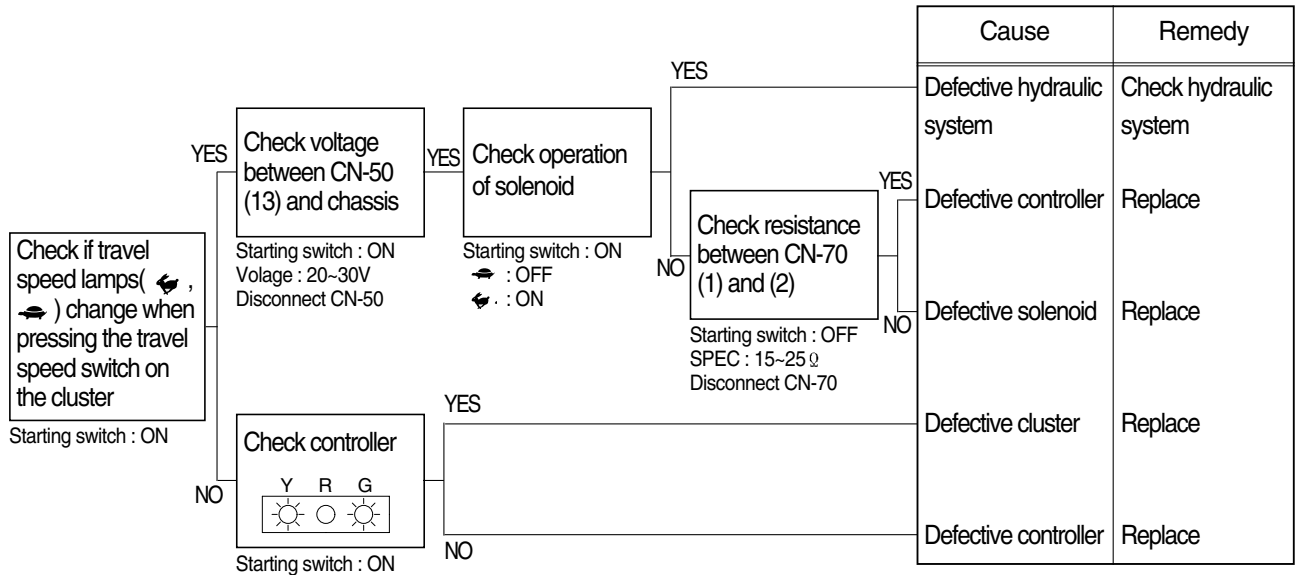 Cause
Remedy
YES
Defective hydraulic
system
Check hydraulic
system
YES
Check voltage
between CN-50
(13) and chassis
Starting switch : ON
Volage : 20~30V
Disconnect CN-50
YES
Check operation
of solenoid
Starting switch : ON
: OFF
: ON
NO
Check resistance
between CN-70
(1) and (2)
Starting switch : OFF
SPEC : 15~25 Ω
Disconnect CN-70
YES
Defective controller
Replace
NO
Defective solenoid
Replace
Check if travel
speed lamps( ,
) change when
pressing the travel
speed switch on
the cluster
Starting switch : ON
NO
Check controller
Y R G
Starting switch : ON
YES
Defective cluster
Replace
NO
Defective controller
Replace